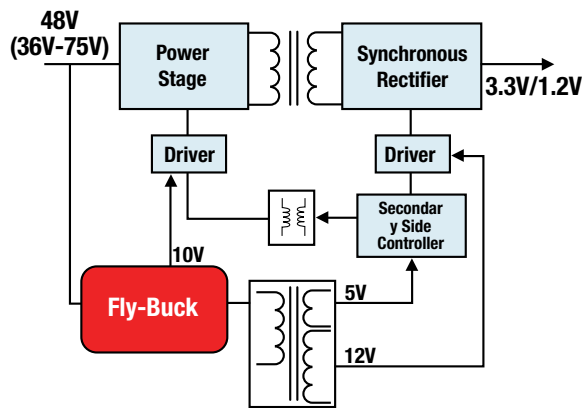 48V
(36V-75V)
Power
Stage
Synchronous
Rectifier
3.3V/1.2V
Driver
Driver
Secondar
y Side
Controller
10V
Fly-Buck
5V
12V